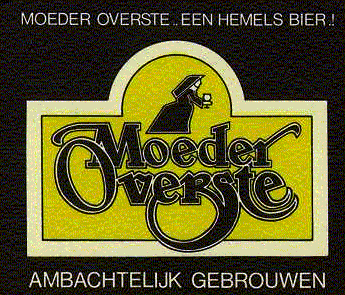 MOEDER OVERSTE..EEN HEMELS BIER.!
Moeder
Overste
AMBACHTELIJK GEBROUWEN